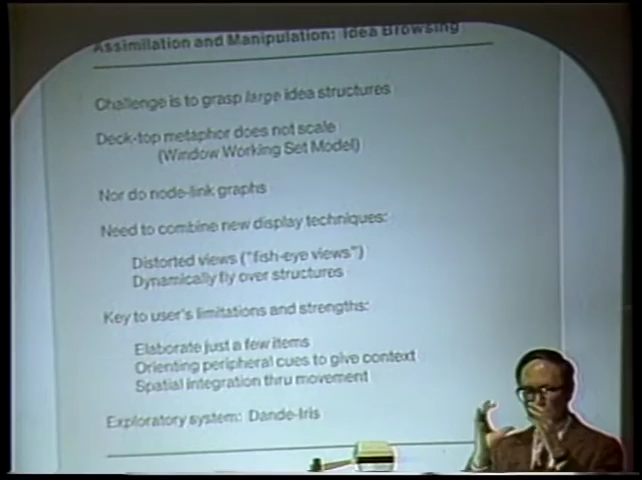 Assimilation and Manipulation: Idea Browsing
Challenge is to grasp large idea structures
Desk-top metaphor does not scale
(Window Working Set Model)
Nor do node-link graphs
Need to combine new display techniques:
Distorted views ("fish-eye views")
Dynamically fly over structures
Key to user's limitations and strengths:
Elaborate just a few items
Orienting peripheral cues to give context
Spatial integration thru movement
Exploratory system: Dande-Iris